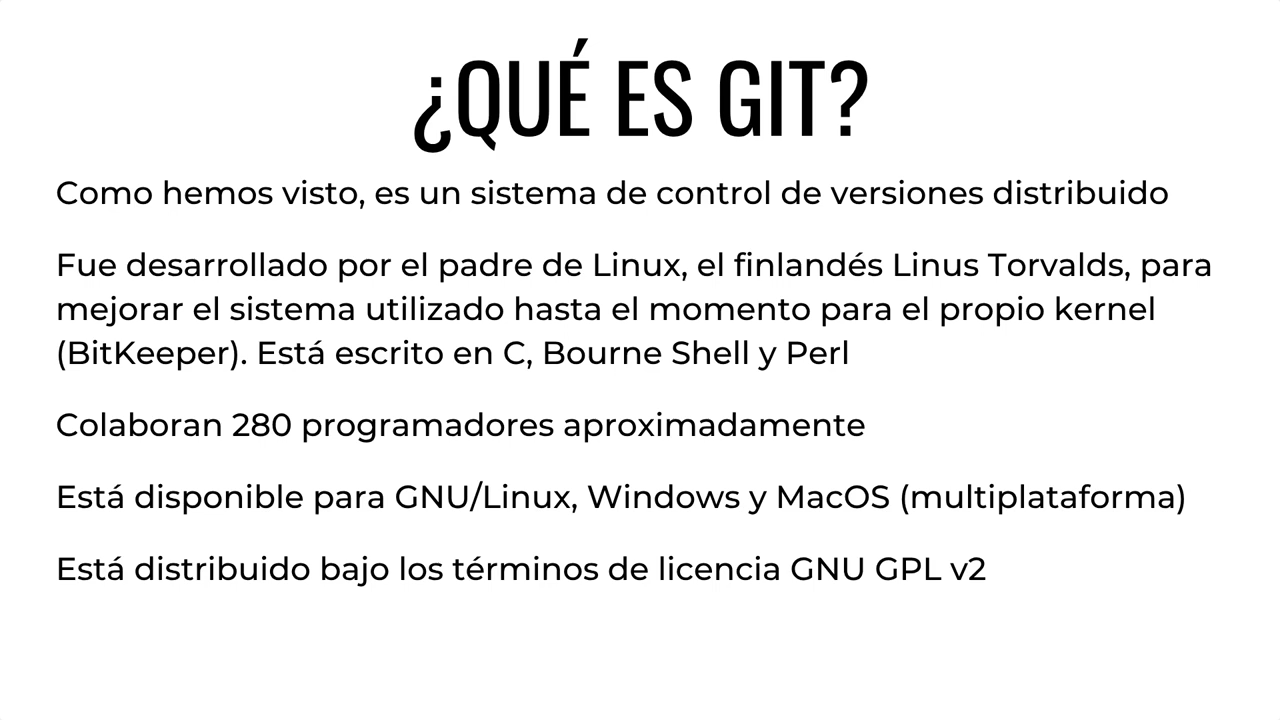 ¿QUÉ ES GIT?
Como hemos visto, es un sistema de control de versiones distribuido
Fue desarrollado por el padre de Linux, el finlandés Linus Torvalds, para
mejorar el sistema utilizado hasta el momento para el propio kernel
(BitKeeper). Está escrito en C, Bourne Shell y Perl
Colaboran 280 programadores aproximadamente
Está disponible para GNU/Linux, Windows y MacOS (multiplataforma)
Está distribuido bajo los términos de licencia GNU GPL v2